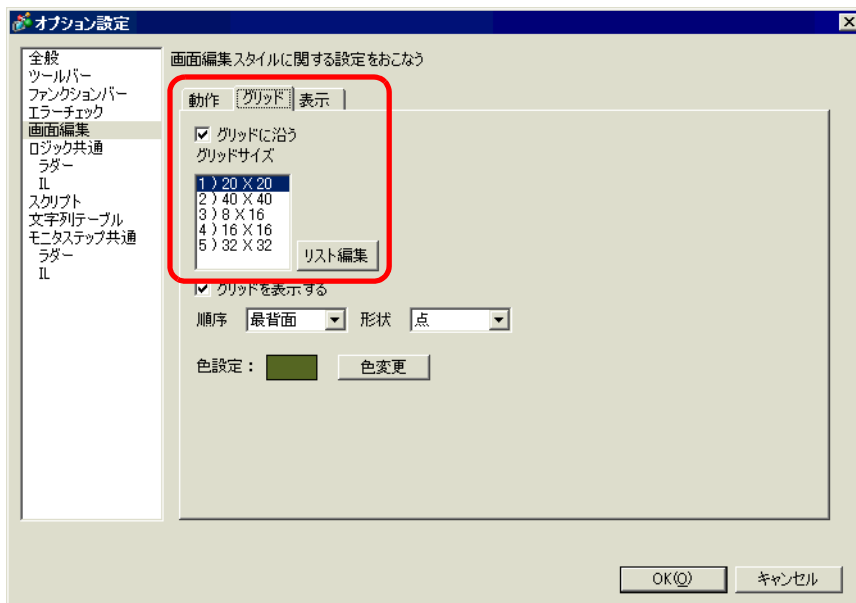 オプション設定
全般
ツールバー
ファンクションバー
エラーチェック
画面編集
ロジック共通
ラダー
IL
スクリプト
文字列テーブル
モニタステップ共通
ラダー
IL
画面編集スタイルに関する設定をおこなう
動作 グリッド 表示
グリッドに沿う
グリッドサイズ
1 ) 20 X 20
2 ) 40 X 40
3 ) 8 X 16
4 ) 16 X 16
5 ) 32 X 32
リスト編集
グリッドを表示する
順序 最背面 形状 点
色設定： 色変更
OK(O) キャンセル